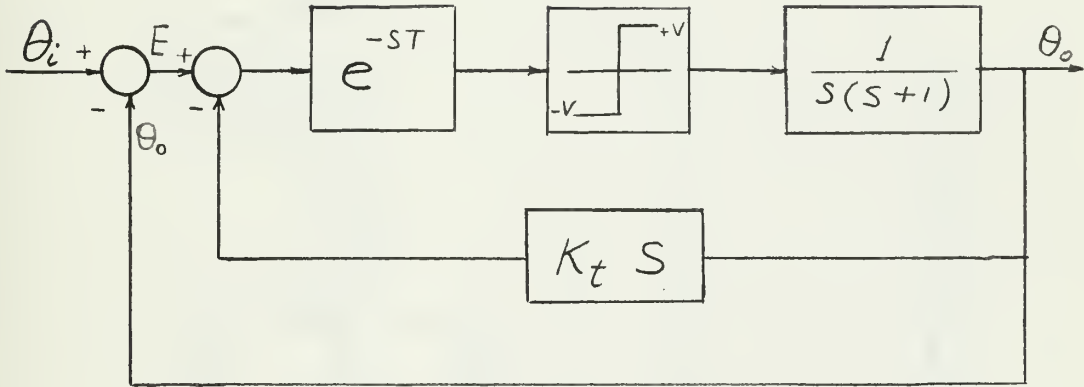 θi + E + e^-ST +V -V 1/S(S+1) θo
- -
θo
Kt S